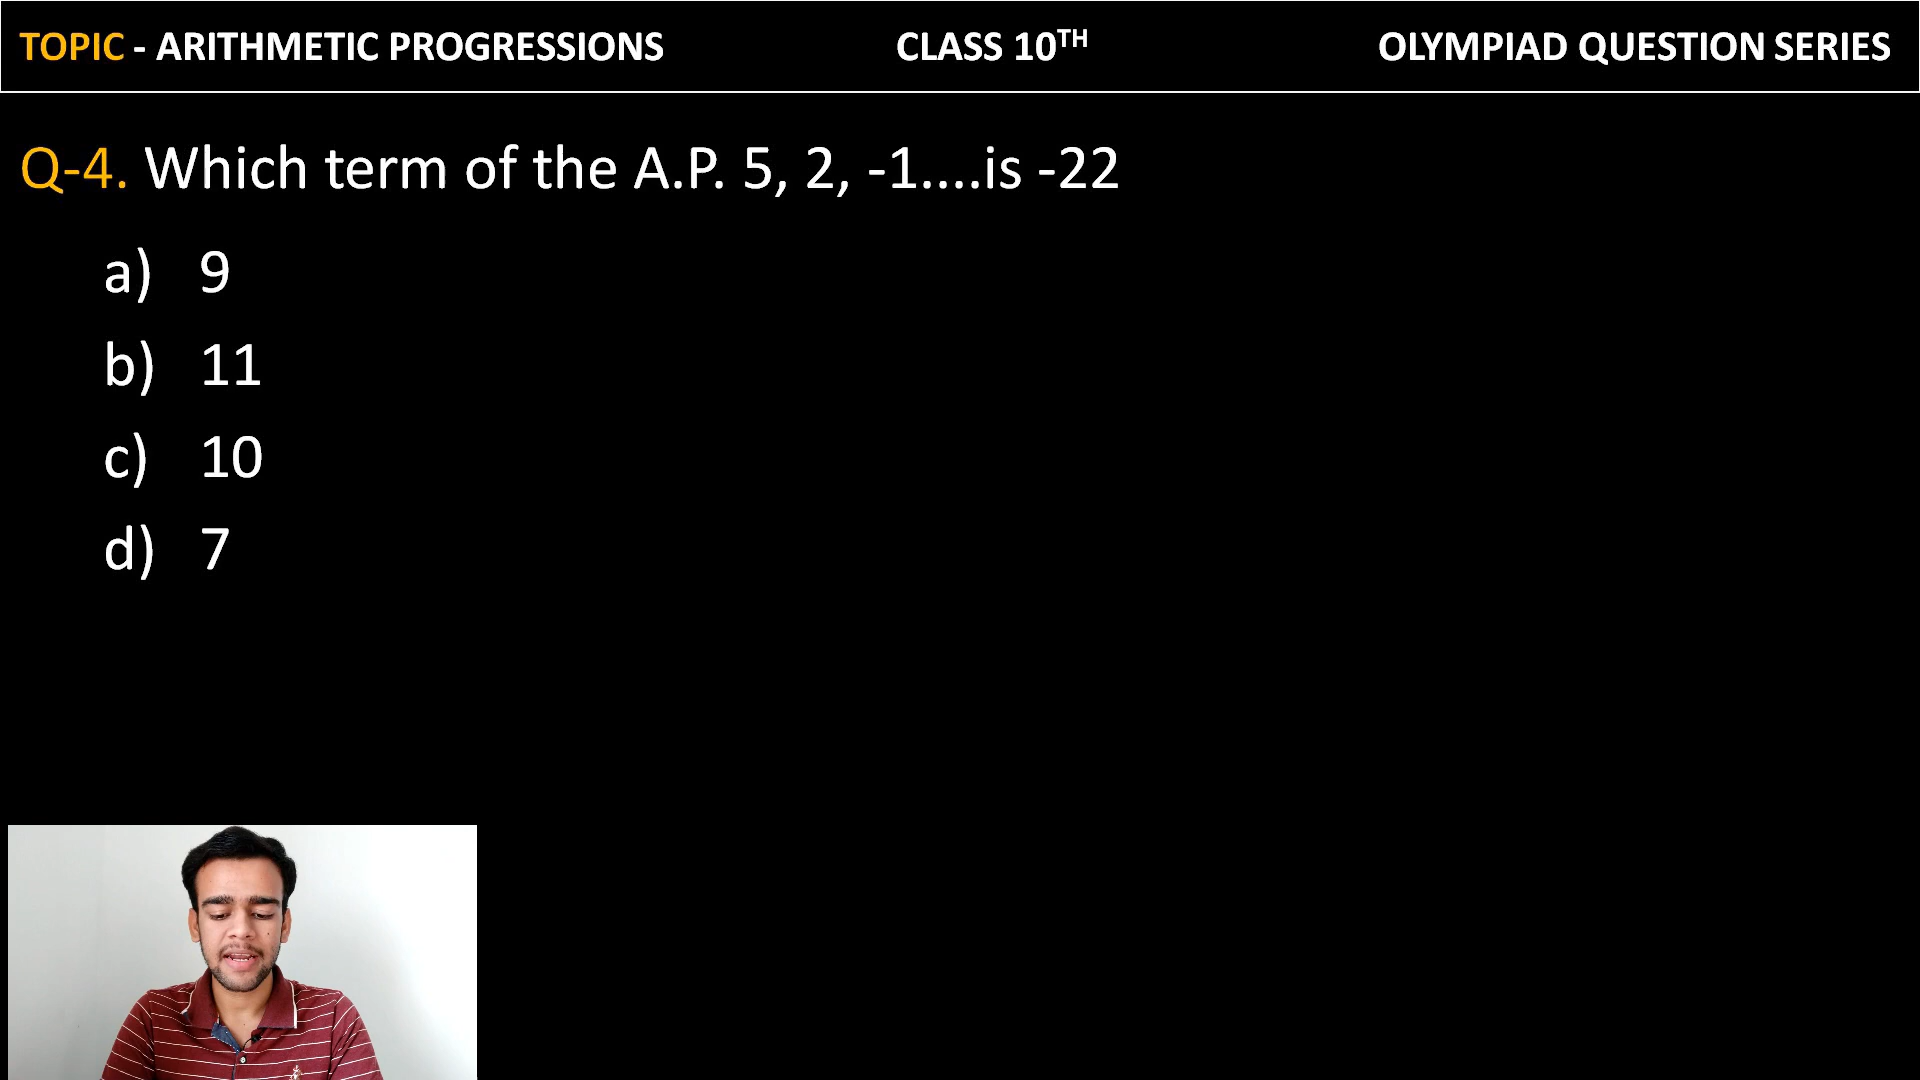 TOPIC - ARITHMETIC PROGRESSIONS CLASS 10TH OLYMPIAD QUESTION SERIES
Q-4. Which term of the A.P. 5, 2, -1....is -22
a) 9
b) 11
c) 10
d) 7